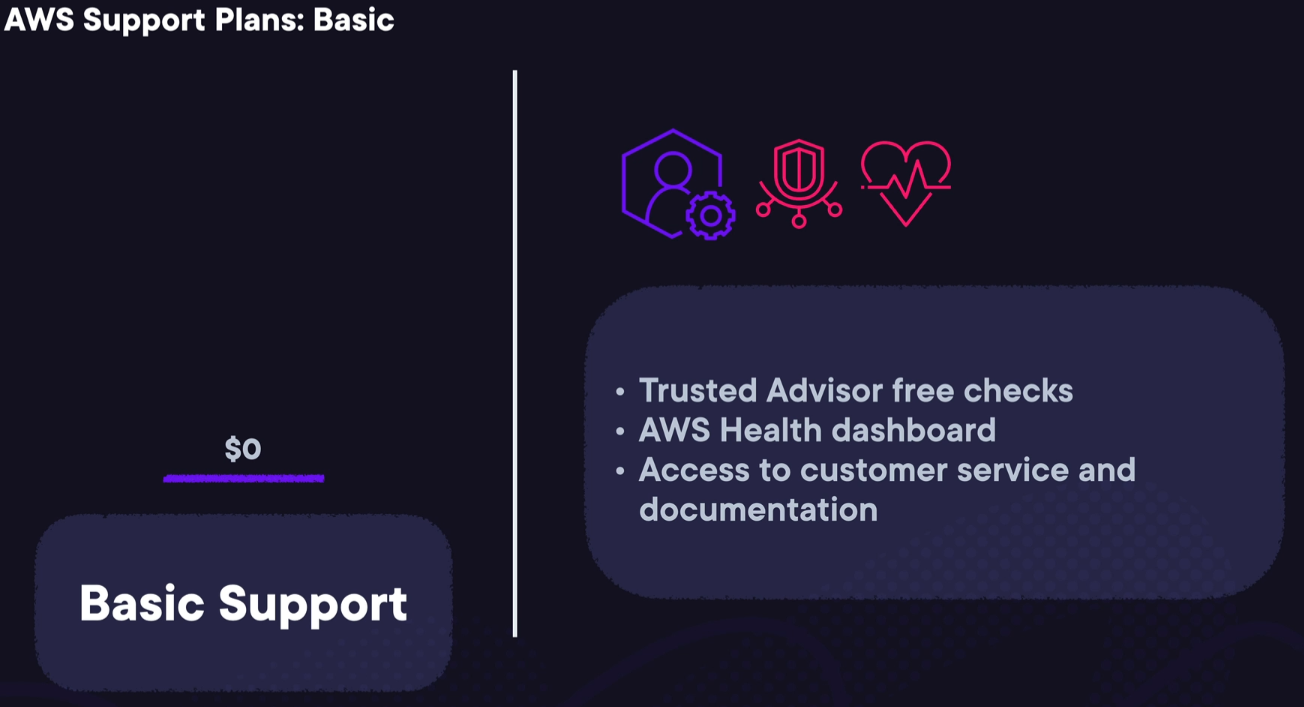 AWS Support Plans: Basic
$0
Basic Support
• Trusted Advisor free checks
• AWS Health dashboard
• Access to customer service and
documentation